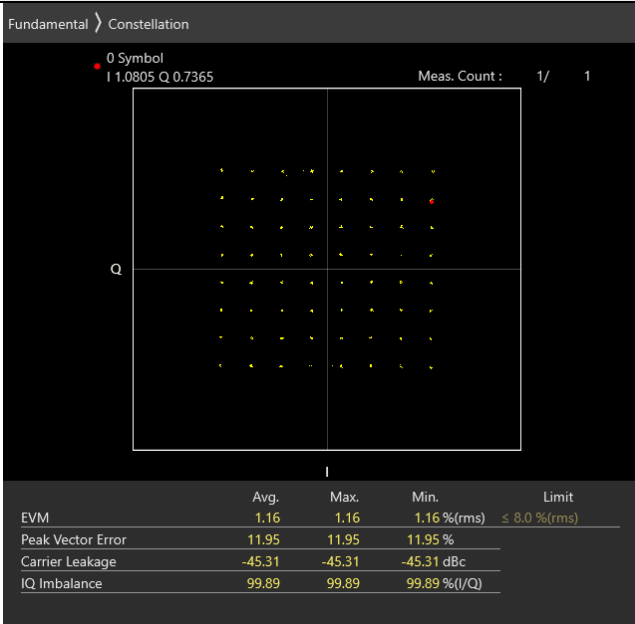 Fundamental ⟩ Constellation
0 Symbol
I 1.0805 Q 0.7365 Meas. Count : 1/ 1
Q
I
Avg. Max. Min. Limit
EVM 1.16 1.16 1.16 %(rms) ≤ 8.0 %(rms)
Peak Vector Error 11.95 11.95 11.95 %
Carrier Leakage -45.31 -45.31 -45.31 dBc
IQ Imbalance 99.89 99.89 99.89 %(I/Q)